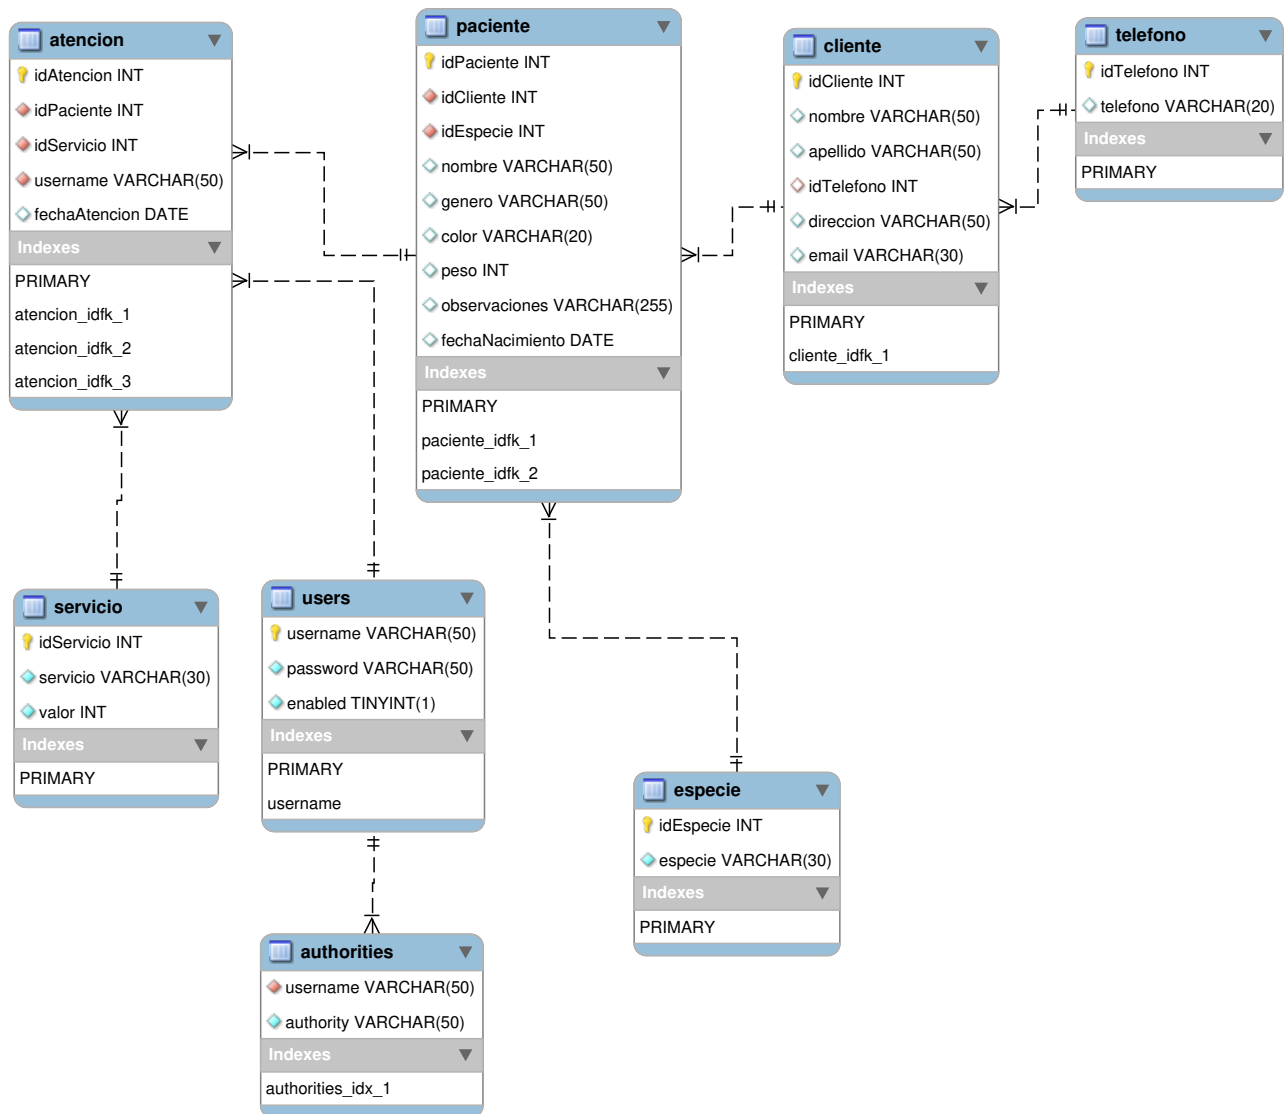 atencion
idAtencion INT
idPaciente INT
idServicio INT
username VARCHAR(50)
fechaAtencion DATE
Indexes
PRIMARY
atencion_idfk_1
atencion_idfk_2
atencion_idfk_3
paciente
idPaciente INT
idCliente INT
idEspecie INT
nombre VARCHAR(50)
genero VARCHAR(50)
color VARCHAR(20)
peso INT
observaciones VARCHAR(255)
fechaNacimiento DATE
Indexes
PRIMARY
paciente_idfk_1
paciente_idfk_2
cliente
idCliente INT
nombre VARCHAR(50)
apellido VARCHAR(50)
idTelefono INT
direccion VARCHAR(50)
email VARCHAR(30)
Indexes
PRIMARY
cliente_idfk_1
telefono
idTelefono INT
telefono VARCHAR(20)
Indexes
PRIMARY
servicio
idServicio INT
servicio VARCHAR(30)
valor INT
Indexes
PRIMARY
users
username VARCHAR(50)
password VARCHAR(50)
enabled TINYINT(1)
Indexes
PRIMARY
username
especie
idEspecie INT
especie VARCHAR(30)
Indexes
PRIMARY
authorities
username VARCHAR(50)
authority VARCHAR(50)
Indexes
authorities_idx_1